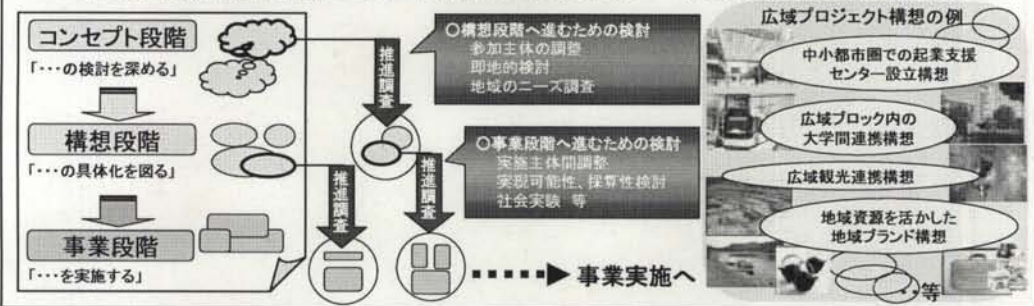 コンセプト段階
「・・・の検討を深める」
構想段階
「・・・の具体化を図る」
事業段階
「・・・を実施する」
推進調査
推進調査
推進調査
〇構想段階へ進むための検討
参加主体の調整
即地的検討
地域のニーズ調査
〇事業段階へ進むための検討
実施主体間調整
実現可能性、採算性検討
社会実験 等
事業実施へ
広域プロジェクト構想の例
中小都市圏での起業支援
センター設立構想
広域ブロック内の
大学間連携構想
広域観光連携構想
地域資源を活かした
地域ブランド構想
・・等